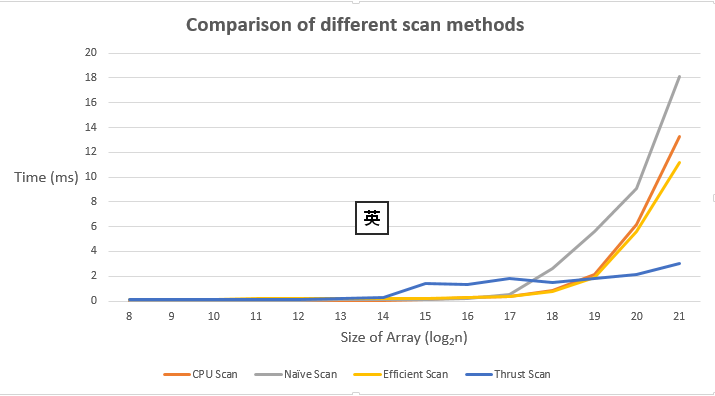 Comparison of different scan methods
20
18
16
14
12
Time (ms)
10
8
6
4
2
0
英
8 9 10 11 12 13 14 15 16 17 18 19 20 21
Size of Array (log₂n)
CPU Scan Naïve Scan Efficient Scan Thrust Scan